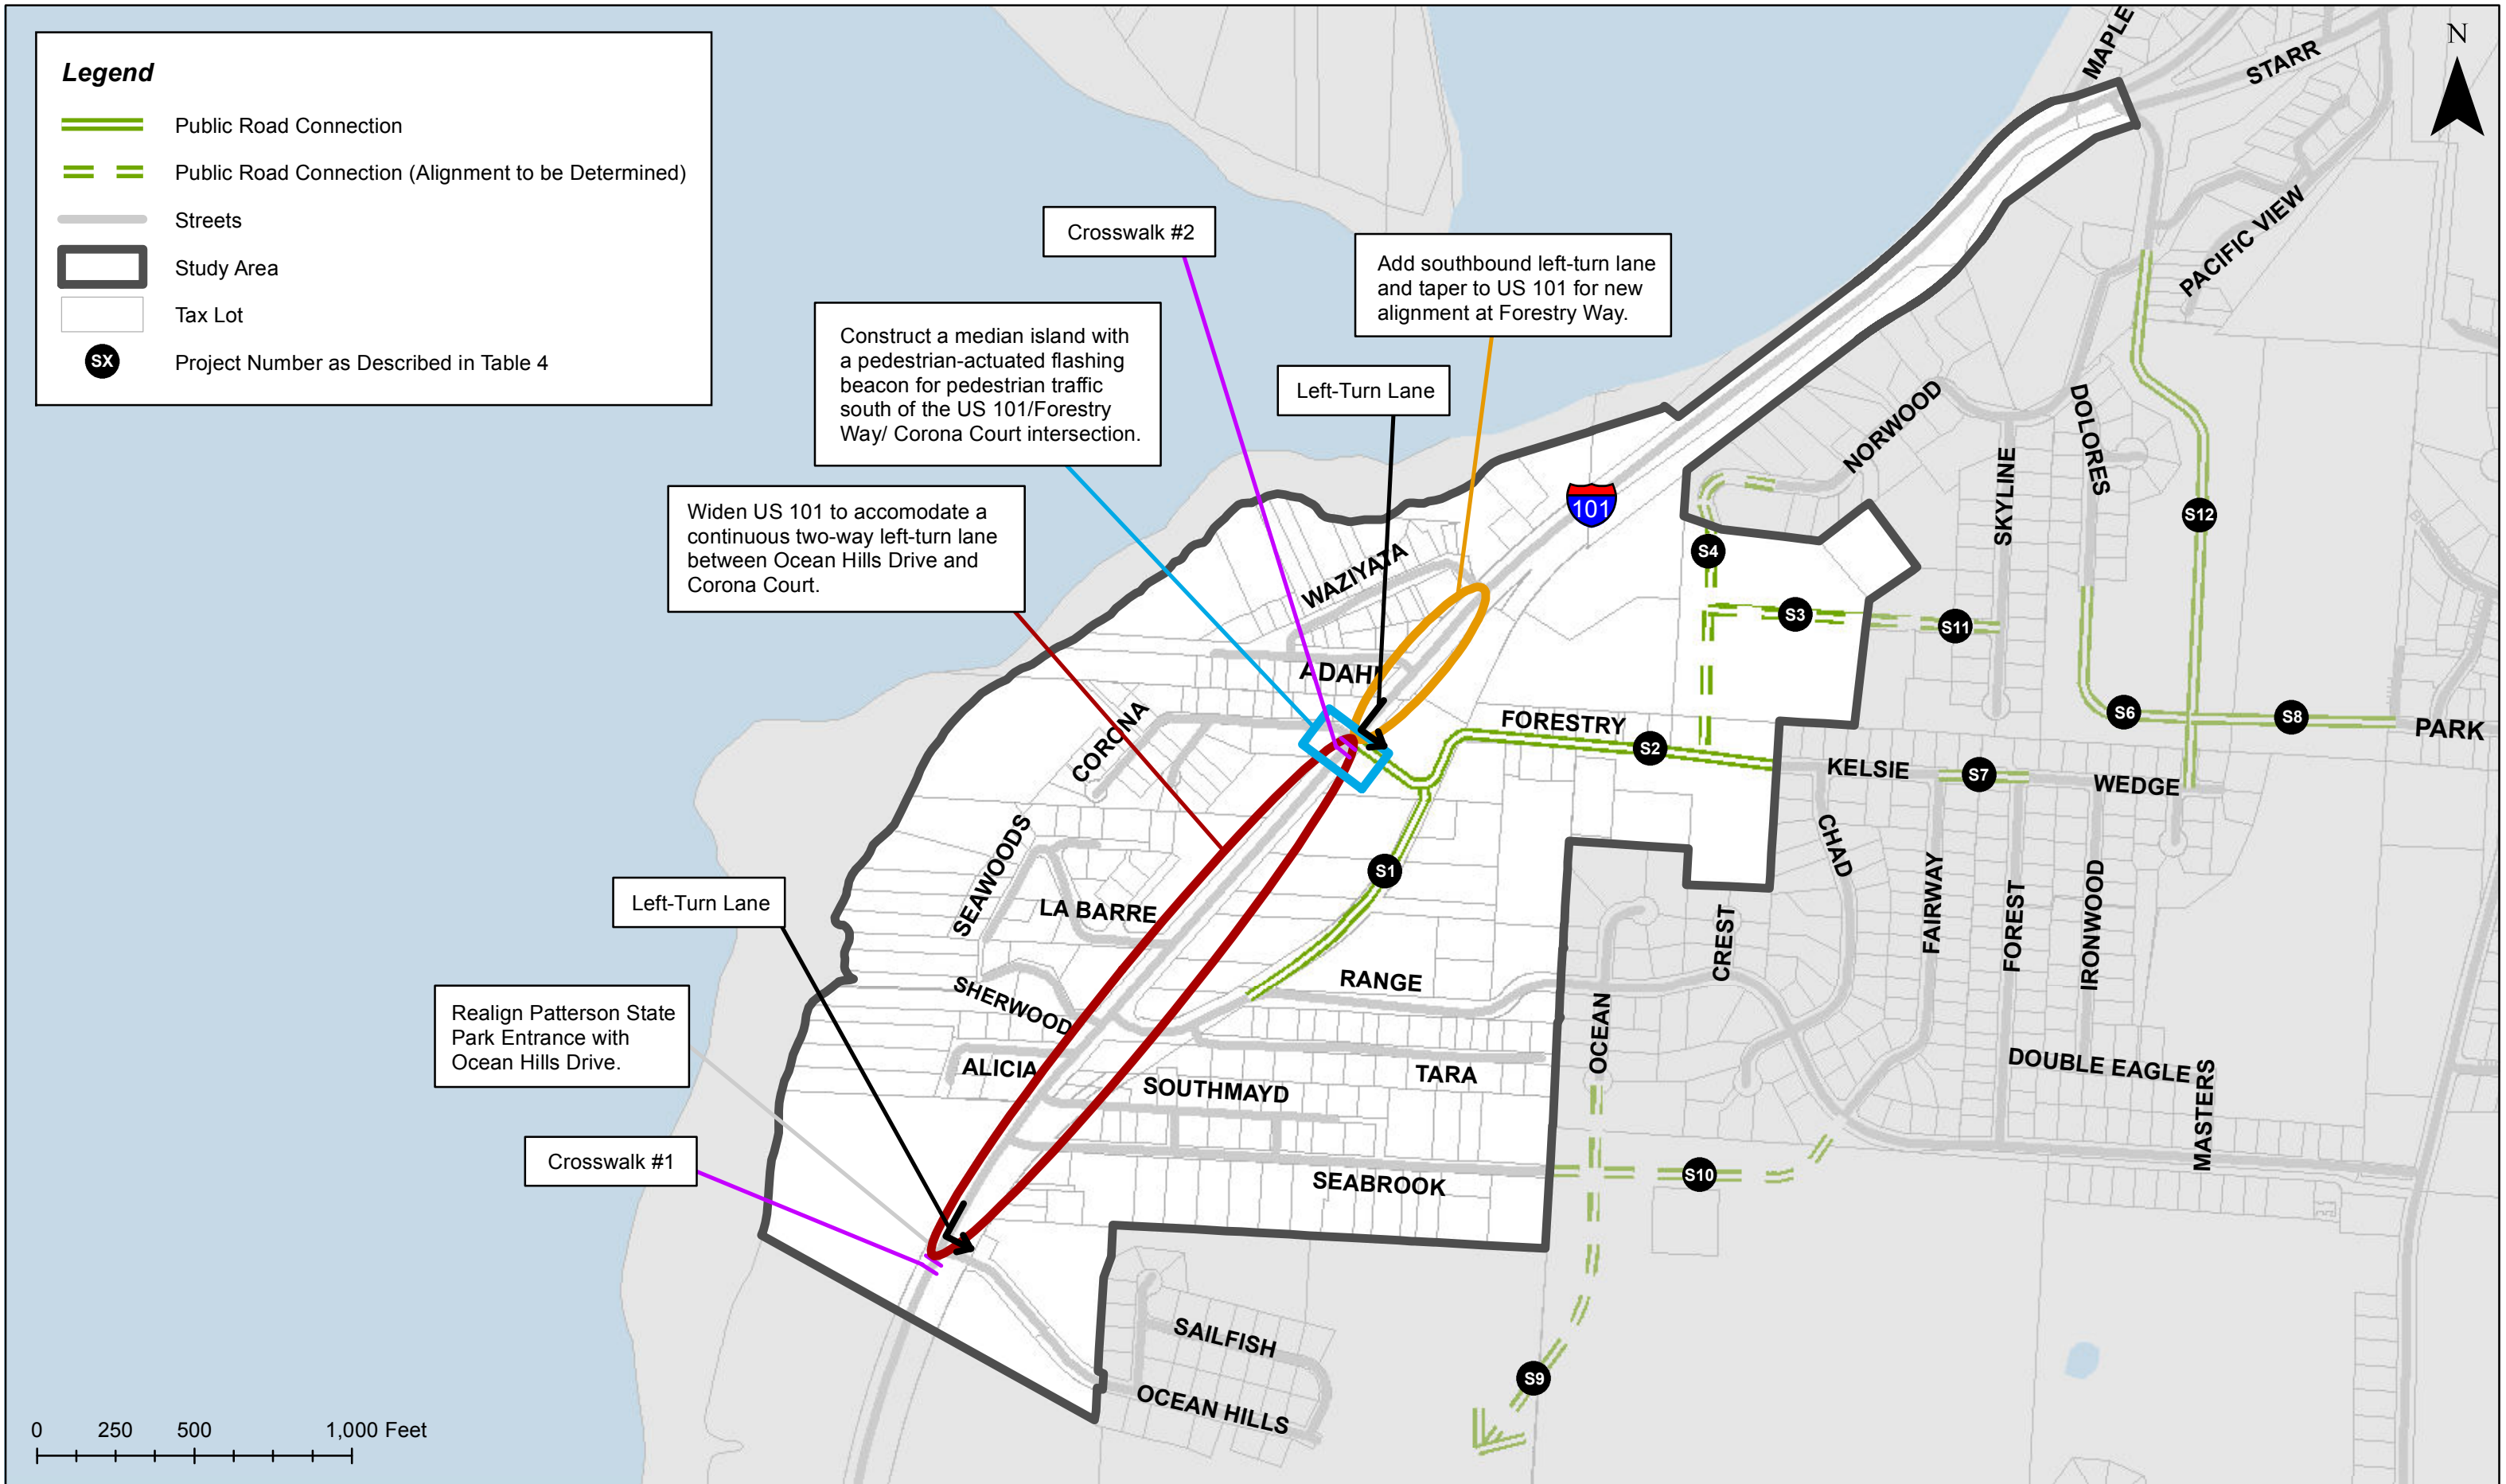 Legend
Public Road Connection
Public Road Connection (Alignment to be Determined)
Streets
Study Area
Tax Lot
SX
Project Number as Described in Table 4
N
MAPLE
STARR
PACIFIC VIEW
Crosswalk #2
Add southbound left-turn lane
and taper to US 101 for new
alignment at Forestry Way.
Construct a median island with
a pedestrian-actuated flashing
beacon for pedestrian traffic
south of the US 101/Forestry
Way/ Corona Court intersection.
Left-Turn Lane
Widen US 101 to accomodate a
continuous two-way left-turn lane
between Ocean Hills Drive and
Corona Court.
101
NORWOOD
DOLORES
SKYLINE
S12
S4
WAZIYATA
S3
S11
ADAHI
CORONA
FORESTRY
S2
S6
S8
PARK
KELSIE
S7
WEDGE
SEAWOODS
S1
CHAD
LA BARRE
FAIRWAY
FOREST
IRONWOOD
CREST
Left-Turn Lane
RANGE
SHERWOOD
OCEAN
Realign Patterson State
Park Entrance with
Ocean Hills Drive.
ALICIA
TARA
SOUTHMAYD
DOUBLE EAGLE
MASTERS
Crosswalk #1
SEABROOK
S10
SAILFISH
S9
OCEAN HILLS
0 250 500 1,000 Feet